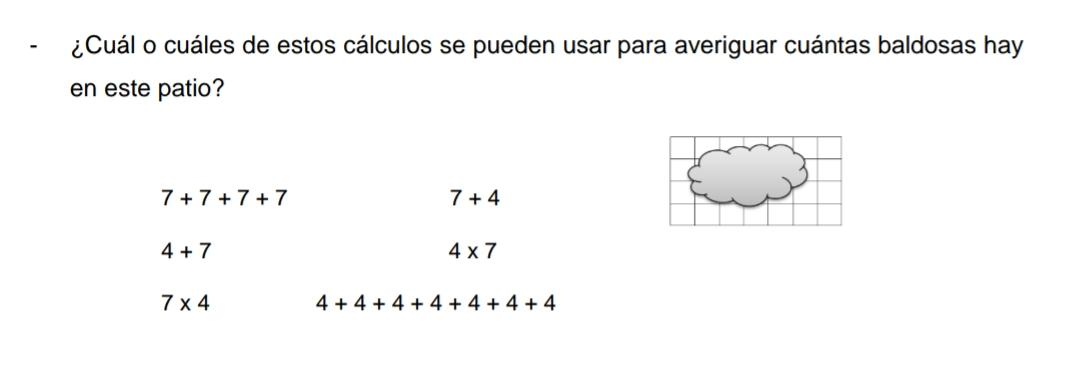 - ¿Cuál o cuáles de estos cálculos se pueden usar para averiguar cuántas baldosas hay
en este patio?
7 + 7 + 7 + 7 7 + 4
4 + 7 4 x 7
7 x 4 4 + 4 + 4 + 4 + 4 + 4 + 4